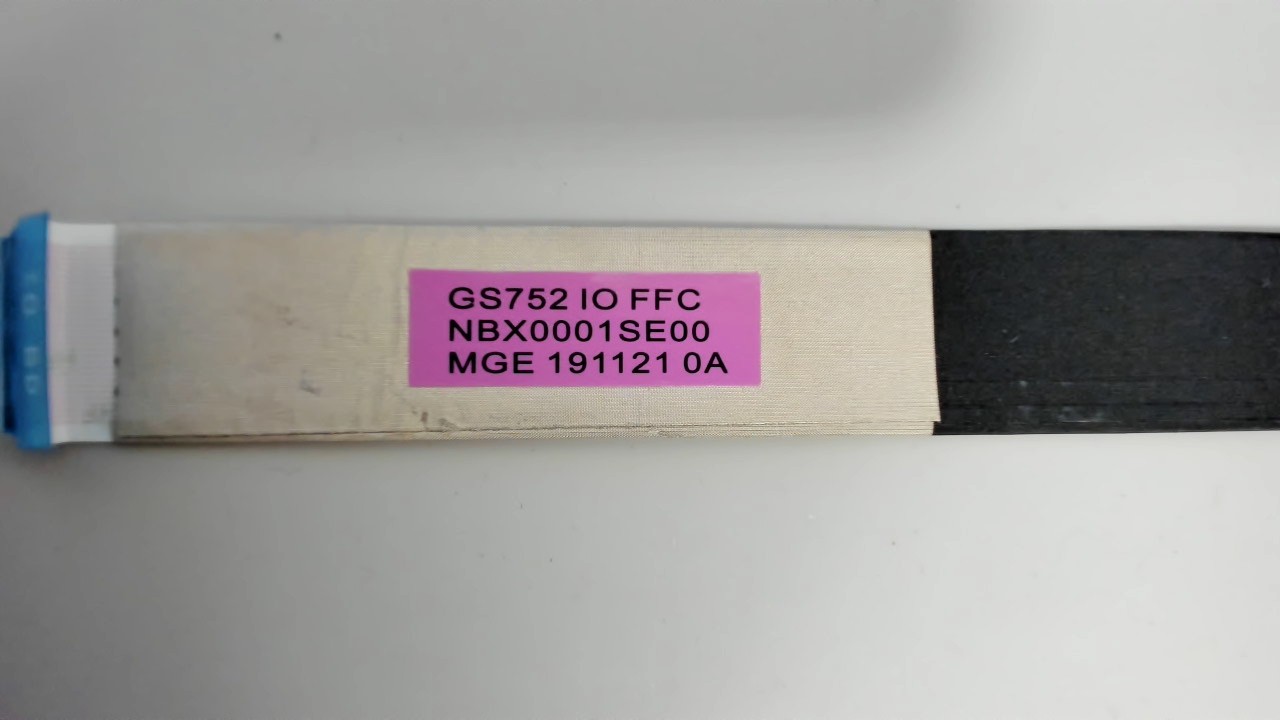 GS752 IO FFC
NBX0001SE00
MGE 191121 0A